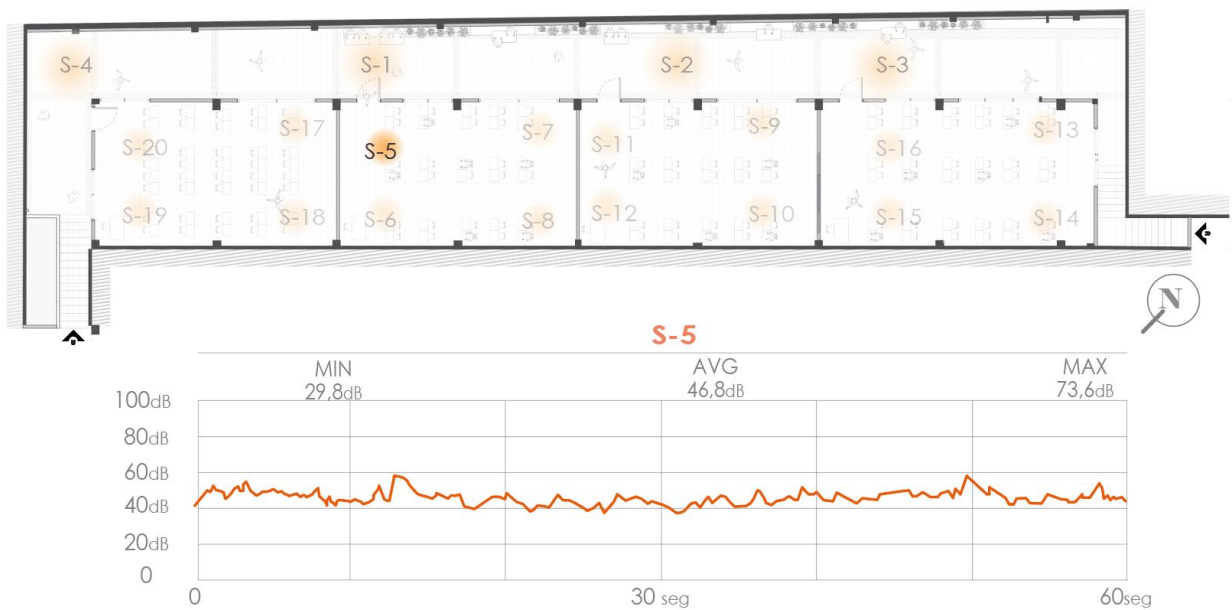 S-4
S-1
S-2
S-3
S-20
S-17
S-5
S-7
S-11
S-9
S-16
S-13
S-19
S-18
S-6
S-8
S-12
S-10
S-15
S-14
N
S-5
MIN
AVG
MAX
29,8dB
46,8dB
73,6dB
100dB
80dB
60dB
40dB
20dB
0
0
30 seg
60seg